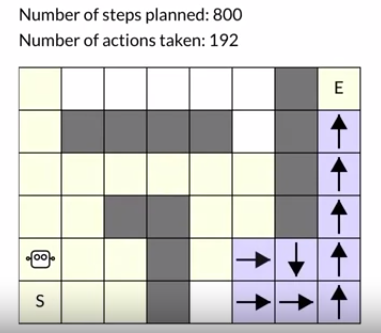 Number of steps planned: 800
Number of actions taken: 192
E
S